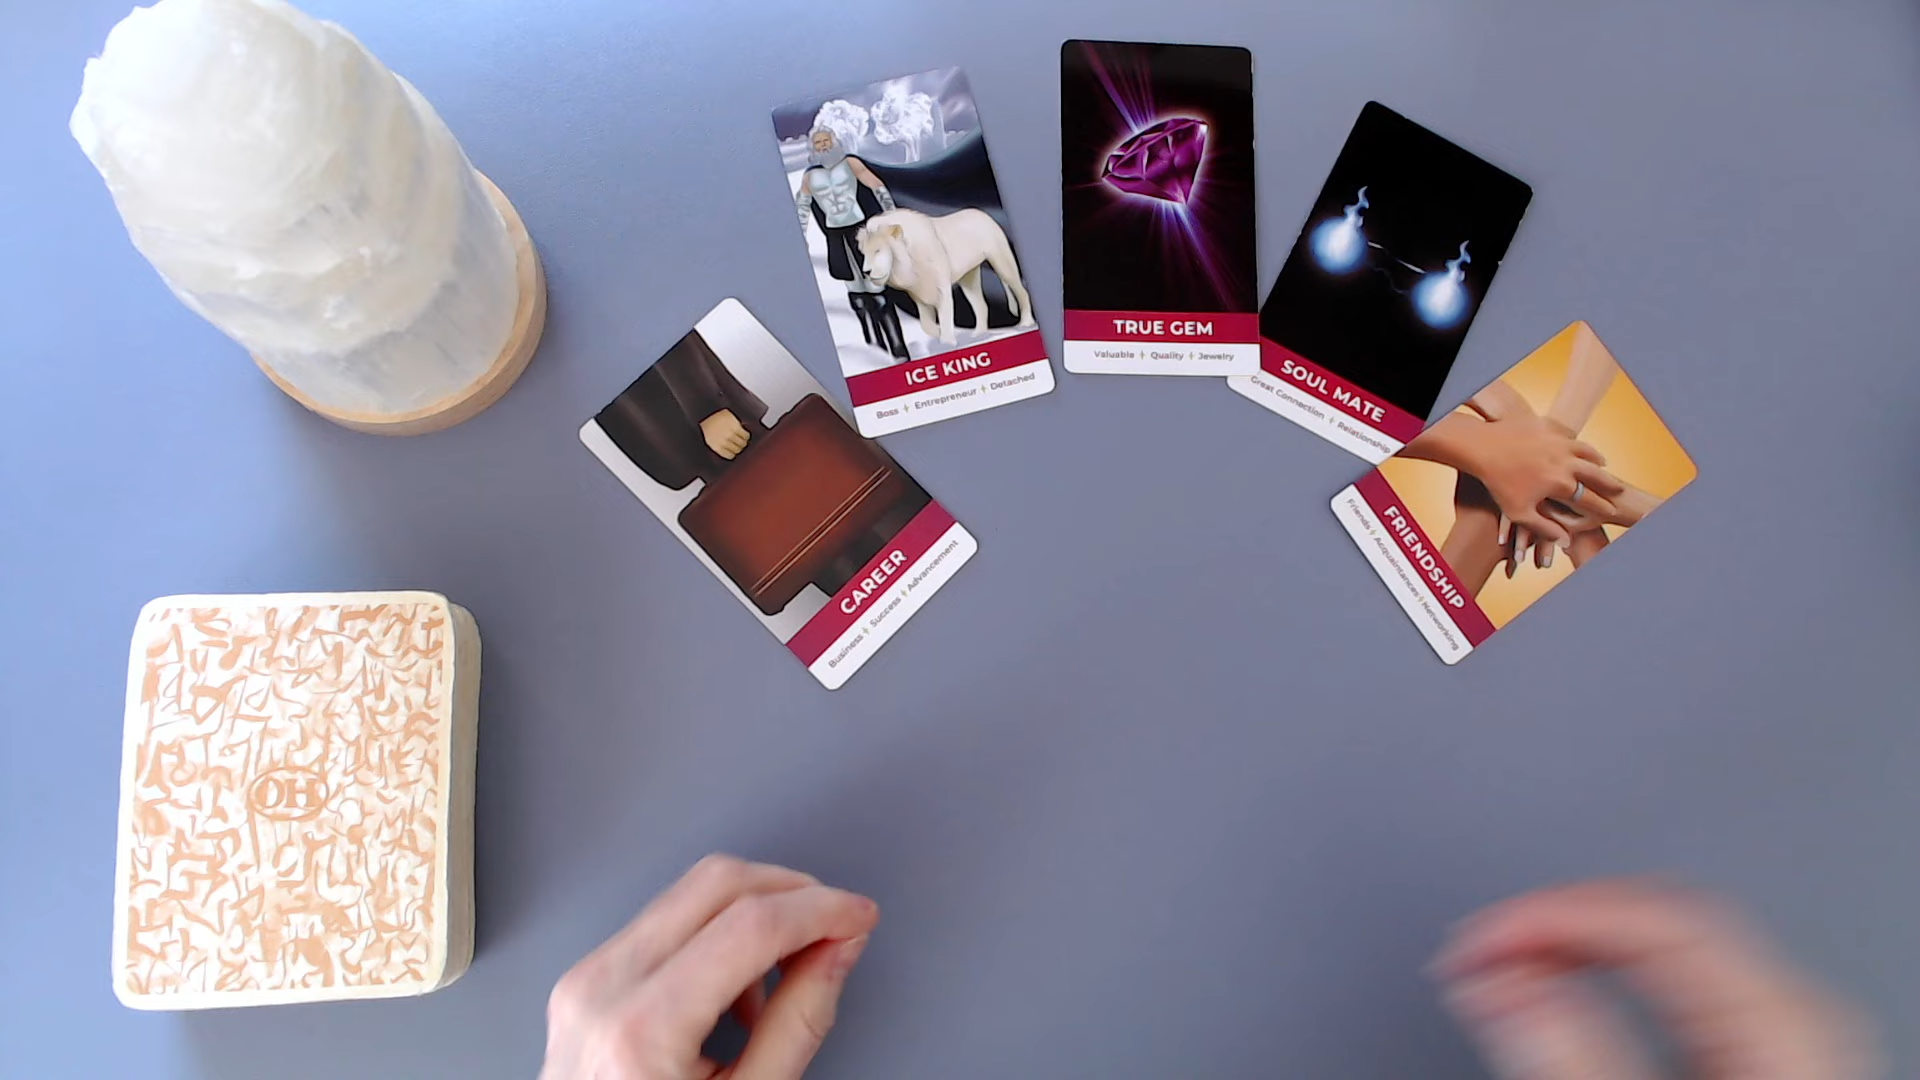 CAREER
Business + Success + Advancement
ICE KING
Boss + Entrepreneur + Detached
TRUE GEM
Valuable + Quality + Jewelry
SOUL MATE
Great Connection + Relationship
FRIENDSHIP
Friends + Acquaintances + Networking
OH